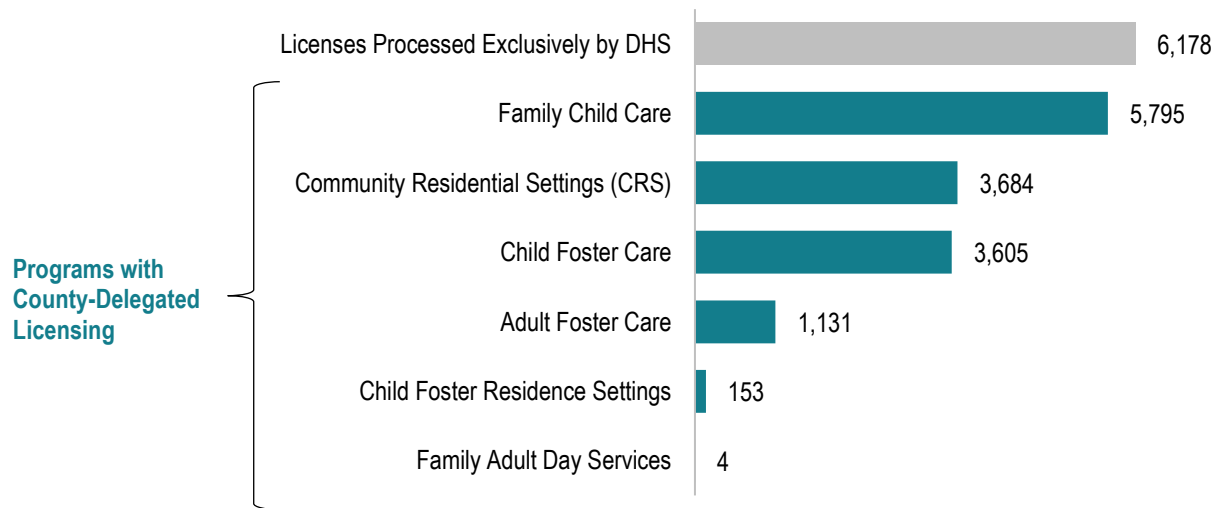 Licenses Processed Exclusively by DHS 6,178
Family Child Care 5,795
Community Residential Settings (CRS) 3,684
Child Foster Care 3,605
Programs with
County-Delegated
Licensing
Adult Foster Care 1,131
Child Foster Residence Settings 153
Family Adult Day Services 4